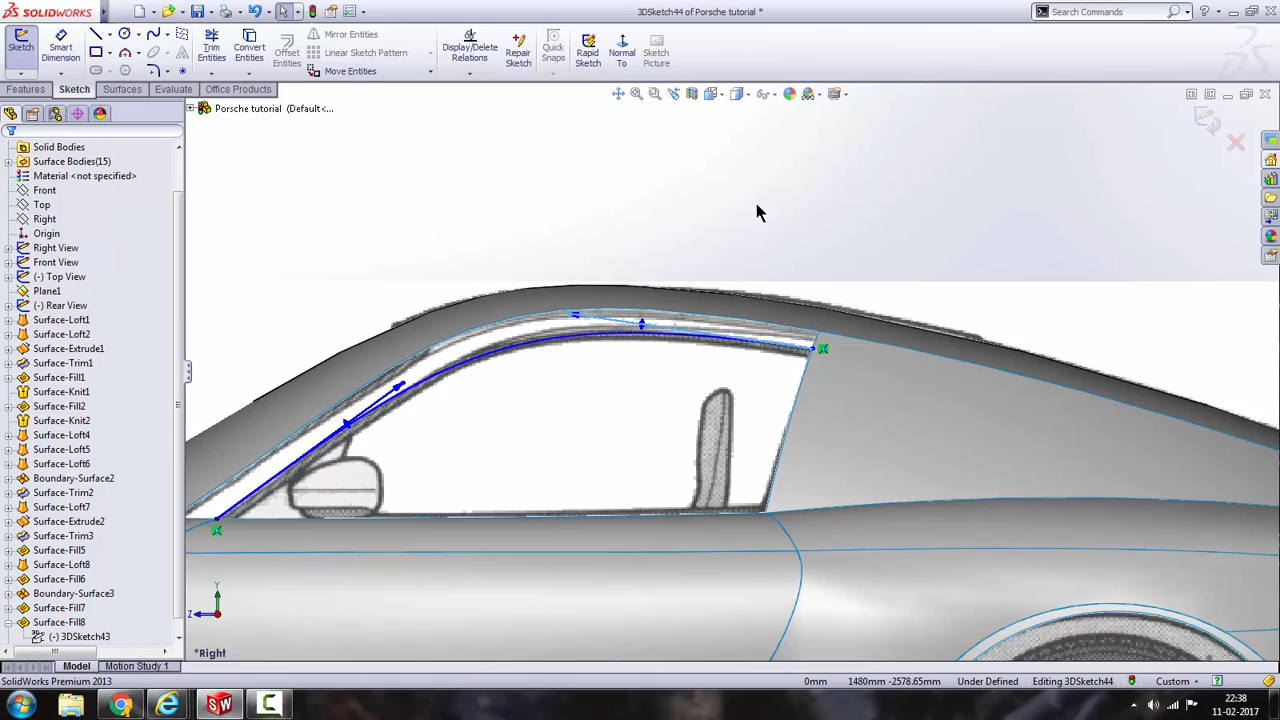 SOLIDWORKS
3DSketch44 of Porsche tutorial *
Search Commands
Sketch
Smart Dimension
Trim Entities
Convert Entities
Offset Entities
Mirror Entities
Linear Sketch Pattern
Move Entities
Display/Delete Relations
Repair Sketch
Quick Snaps
Rapid Sketch
Normal To
Sketch Picture
Features
Sketch
Surfaces
Evaluate
Office Products
Porsche tutorial (Default<...
Solid Bodies
Surface Bodies(15)
Material <not specified>
Front
Top
Right
Origin
Right View
Front View
(-) Top View
Plane1
(-) Rear View
Surface-Loft1
Surface-Loft2
Surface-Extrude1
Surface-Trim1
Surface-Fill1
Surface-Knit1
Surface-Fill2
Surface-Knit2
Surface-Loft4
Surface-Loft5
Surface-Loft6
Boundary-Surface2
Surface-Trim2
Surface-Loft7
Surface-Extrude2
Surface-Trim3
Surface-Fill5
Surface-Loft8
Surface-Fill6
Boundary-Surface3
Surface-Fill7
Surface-Fill8
(-) 3DSketch43
Y
Z
*Right
Model
Motion Study 1
SolidWorks Premium 2013
0mm
1480mm -2578.65mm
Under Defined
Editing 3DSketch44
Custom
22:38
11-02-2017